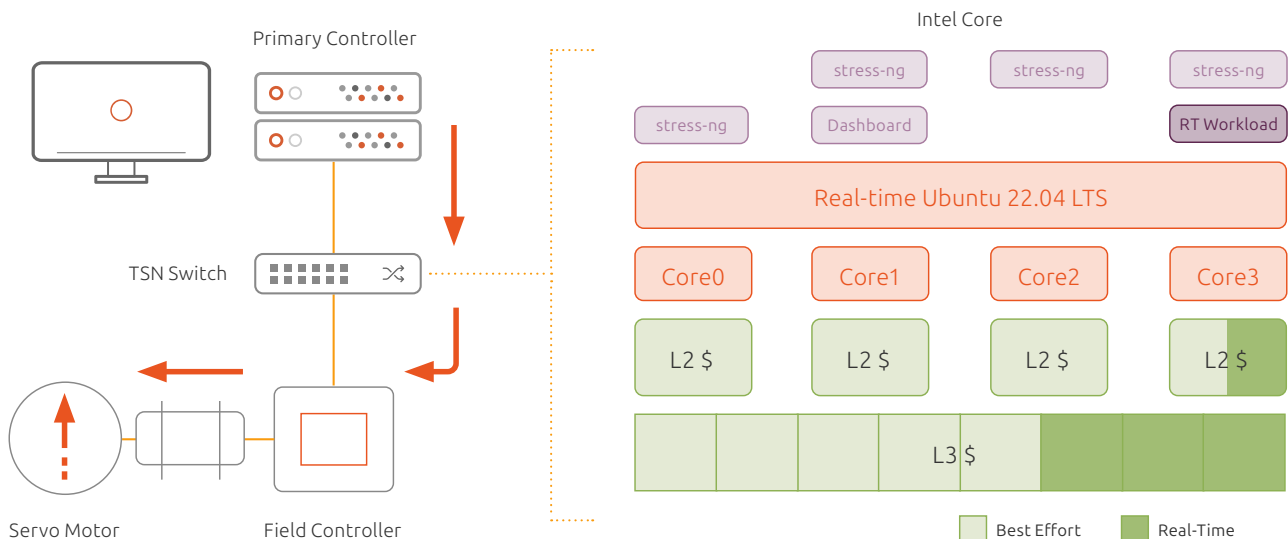 Primary Controller
TSN Switch
Servo Motor
Field Controller
Intel Core
stress-ng
stress-ng
stress-ng
stress-ng
Dashboard
RT Workload
Real-time Ubuntu 22.04 LTS
Core0
Core1
Core2
Core3
L2 $
L2 $
L2 $
L2 $
L3 $
Best Effort
Real-Time